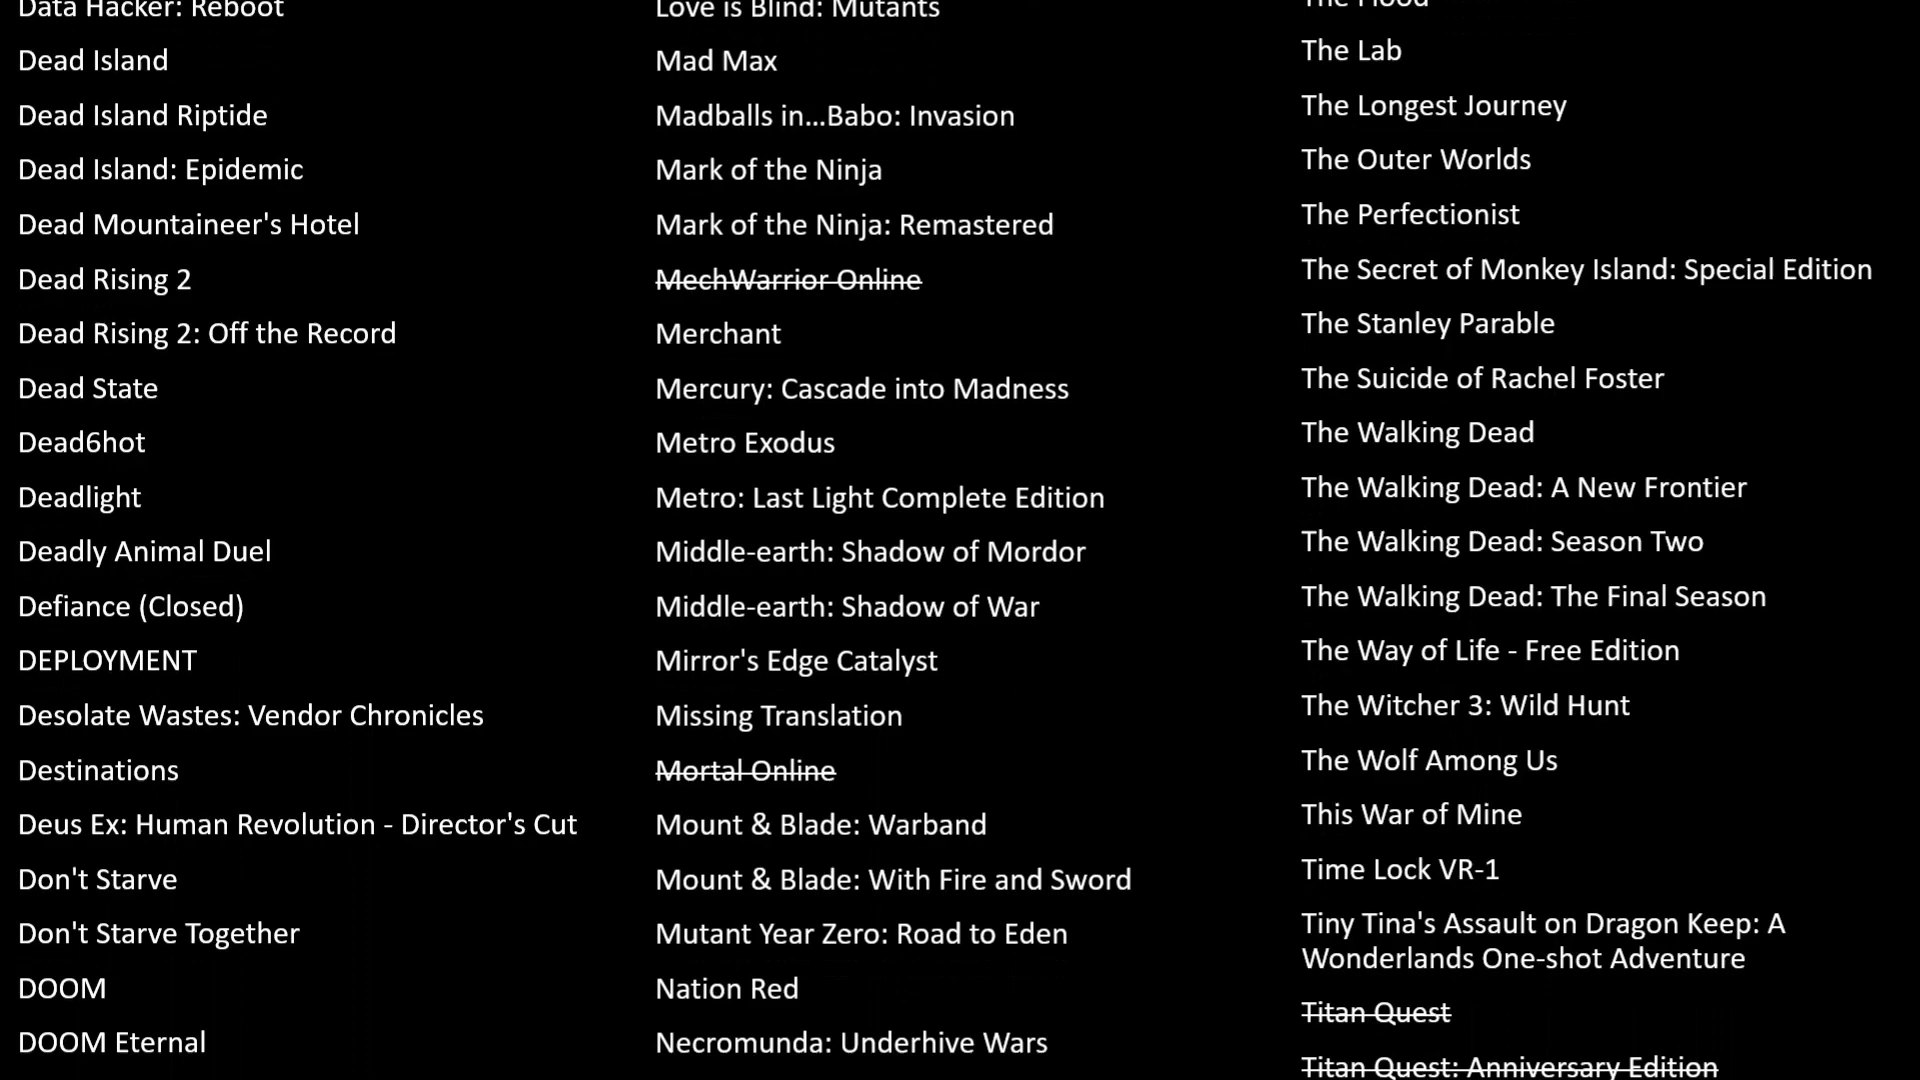 Data Hacker: Reboot
Dead Island
Dead Island Riptide
Dead Island: Epidemic
Dead Mountaineer's Hotel
Dead Rising 2
Dead Rising 2: Off the Record
Dead State
Dead6hot
Deadlight
Deadly Animal Duel
Defiance (Closed)
DEPLOYMENT
Desolate Wastes: Vendor Chronicles
Destinations
Deus Ex: Human Revolution - Director's Cut
Don't Starve
Don't Starve Together
DOOM
DOOM Eternal
Love is Blind: Mutants
Mad Max
Madballs in...Babo: Invasion
Mark of the Ninja
Mark of the Ninja: Remastered
MechWarrior Online
Merchant
Mercury: Cascade into Madness
Metro Exodus
Metro: Last Light Complete Edition
Middle-earth: Shadow of Mordor
Middle-earth: Shadow of War
Mirror's Edge Catalyst
Missing Translation
Mortal Online
Mount & Blade: Warband
Mount & Blade: With Fire and Sword
Mutant Year Zero: Road to Eden
Nation Red
Necromunda: Underhive Wars
The Flood
The Lab
The Longest Journey
The Outer Worlds
The Perfectionist
The Secret of Monkey Island: Special Edition
The Stanley Parable
The Suicide of Rachel Foster
The Walking Dead
The Walking Dead: A New Frontier
The Walking Dead: Season Two
The Walking Dead: The Final Season
The Way of Life - Free Edition
The Witcher 3: Wild Hunt
The Wolf Among Us
This War of Mine
Time Lock VR-1
Tiny Tina's Assault on Dragon Keep: A
Wonderlands One-shot Adventure
Titan Quest
Titan Quest: Anniversary Edition